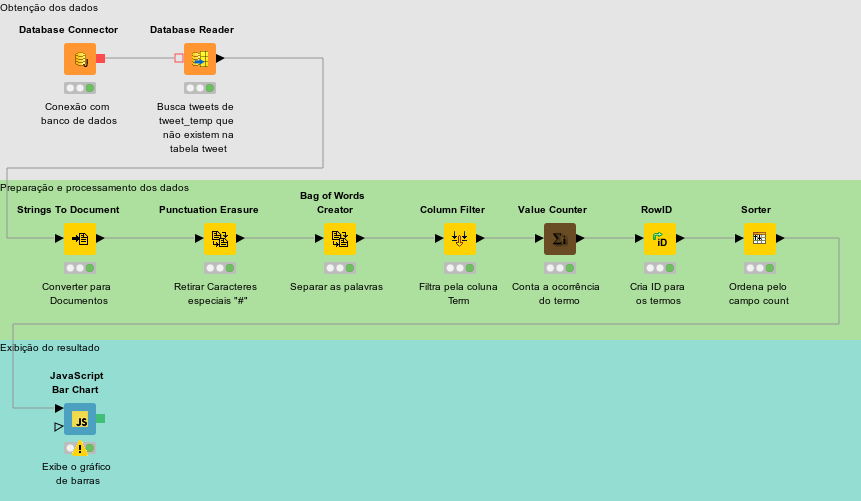 Obtenção dos dados
Database Connector
Database Reader
Conexão com
banco de dados
Busca tweets de
tweet_temp que
não existem na
tabela tweet
Preparação e processamento dos dados
Strings To Document
Punctuation Erasure
Bag of Words
Creator
Column Filter
Value Counter
RowID
Sorter
Σi
iD
Converter para
Documentos
Retirar Caracteres
especiais "#"
Separar as palavras
Filtra pela coluna
Term
Conta a ocorrência
do termo
Cria ID para
os termos
Ordena pelo
campo count
Exibição do resultado
JavaScript
Bar Chart
JS
Exibe o gráfico
de barras